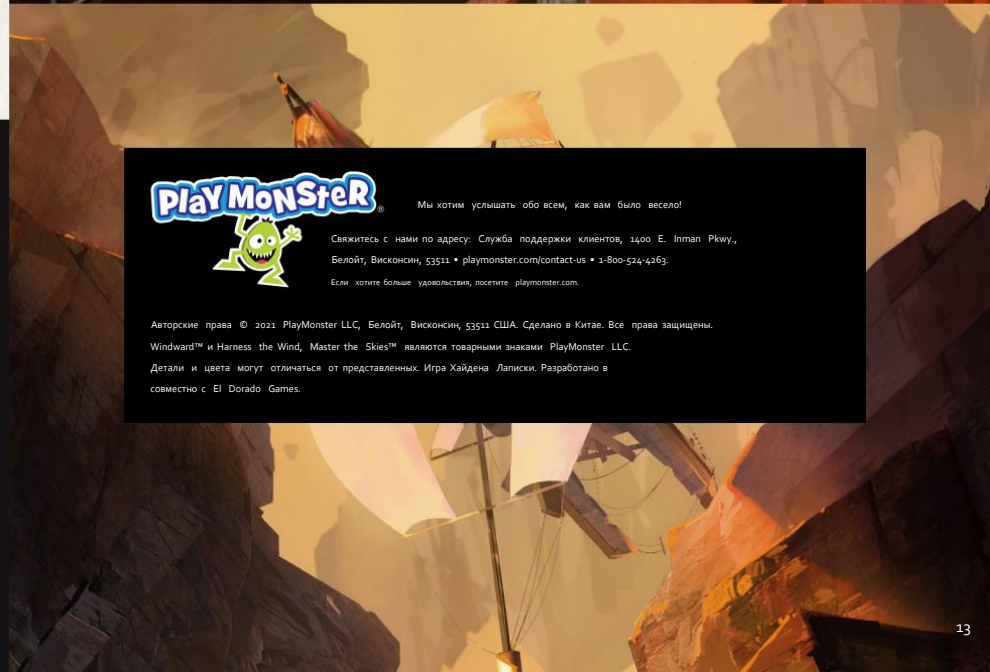 PlayMonster®
Мы хотим услышать обо всем, как вам было весело!
Свяжитесь с нами по адресу: Служба поддержки клиентов, 1400 E. Inman Pkwy.,
Белойт, Висконсин, 53511 • playmonster.com/contact-us • 1-800-524-4263.
Если хотите больше удовольствия, посетите playmonster.com.
Авторские права © 2021 PlayMonster LLC, Белойт, Висконсин, 53511 США. Сделано в Китае. Все права защищены.
Windward™ и Harness the Wind, Master the Skies™ являются товарными знаками PlayMonster LLC.
Детали и цвета могут отличаться от представленных. Игра Хайдена Лаписки. Разработано в
совместно с El Dorado Games.
13